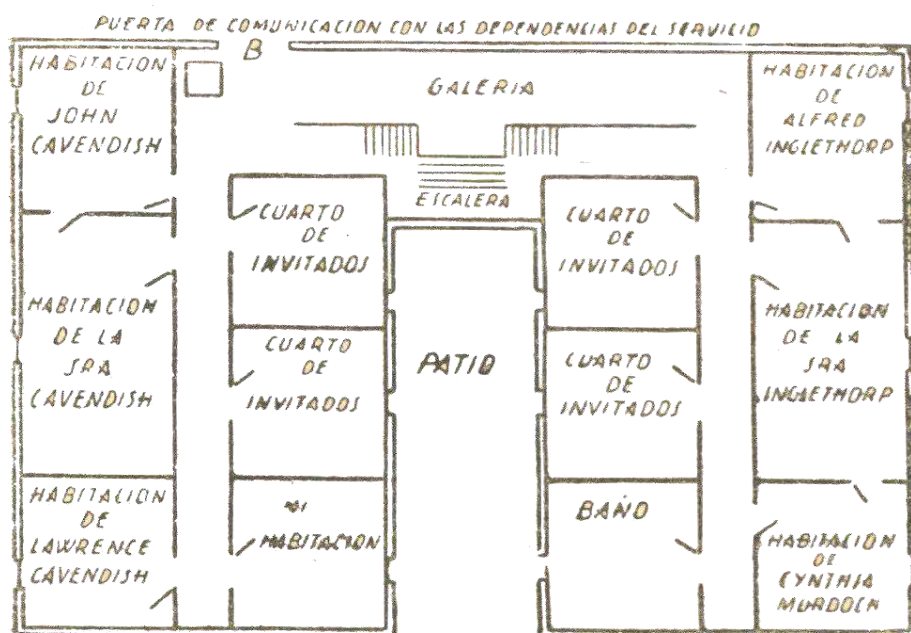 PUERTA DE COMUNICACION CON LAS DEPENDENCIAS DEL SERVICIO
B
HABITACION
DE
JOHN
CAVENDISH
GALERIA
HABITACION
DE
ALFRED
INGLETHORP
ESCALERA
CUARTO
DE
INVITADOS
CUARTO
DE
INVITADOS
HABITACION
DE LA
SRA
CAVENDISH
CUARTO
DE
INVITADOS
PATIO
CUARTO
DE
INVITADOS
HABITACION
DE LA
SRA
INGLETHORP
HABITACION
DE
LAWRENCE
CAVENDISH
MI
HABITACION
BAÑO
HABITACION
DE
CYNTHIA
MURDOCH